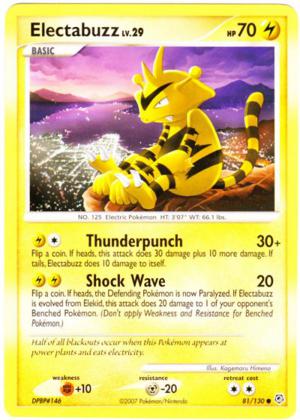 Electabuzz LV.29 HP 70
BASIC
NO. 125 Electric Pokémon HT: 3'07" WT: 66.1 lbs.
Thunderpunch 30+
Flip a coin. If heads, this attack does 30 damage plus 10 more damage. If
tails, Electabuzz does 10 damage to itself.
Shock Wave 20
Flip a coin. If heads, the Defending Pokémon is now Paralyzed. If Electabuzz
is evolved from Elekid, this attack does 20 damage to 1 of your opponent's
Benched Pokémon. (Don't apply Weakness and Resistance for Benched
Pokémon.)
Half of all blackouts occur when this Pokémon appears at
power plants and eats electricity.
Illus. Kagemaru Himeno
weakness resistance retreat cost
+10 -20
DPBP#146 ©2007 Pokémon/Nintendo 81/130